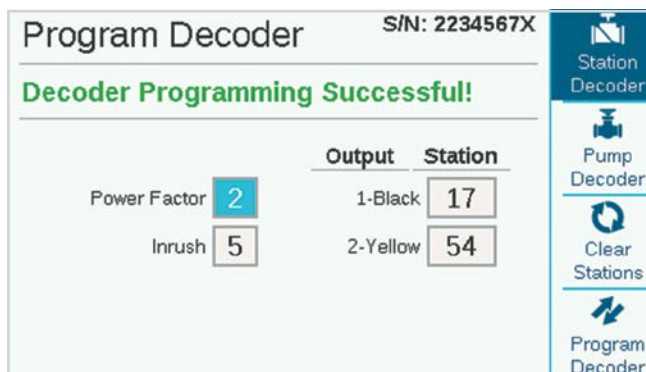 Program Decoder
S/N: 2234567X
Decoder Programming Successful!
Output Station
Power Factor 2 1-Black 17
Inrush 5 2-Yellow 54
Station
Decoder
Pump
Decoder
Clear
Stations
Program
Decoder